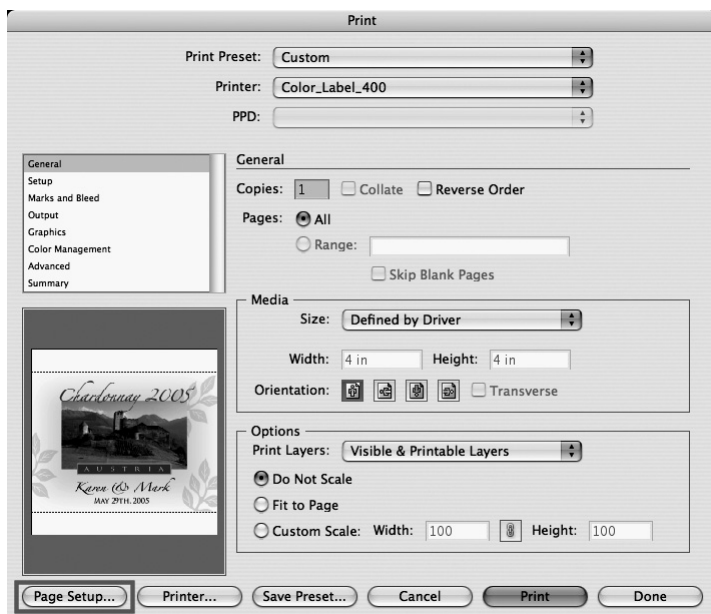 Print
Print Preset: Custom
Printer: Color_Label_400
PPD:
General
Setup
Marks and Bleed
Output
Graphics
Color Management
Advanced
Summary
General
Copies: 1 Collate Reverse Order
Pages: All
Range:
Skip Blank Pages
Media
Size: Defined by Driver
Width: 4 in Height: 4 in
Orientation: Transverse
Options
Print Layers: Visible & Printable Layers
Do Not Scale
Fit to Page
Custom Scale: Width: 100 Height: 100
Chardonnay 2005
AUSTRIA
Karen & Mark
MAY 29TH, 2005
Page Setup... Printer... Save Preset... Cancel Print Done